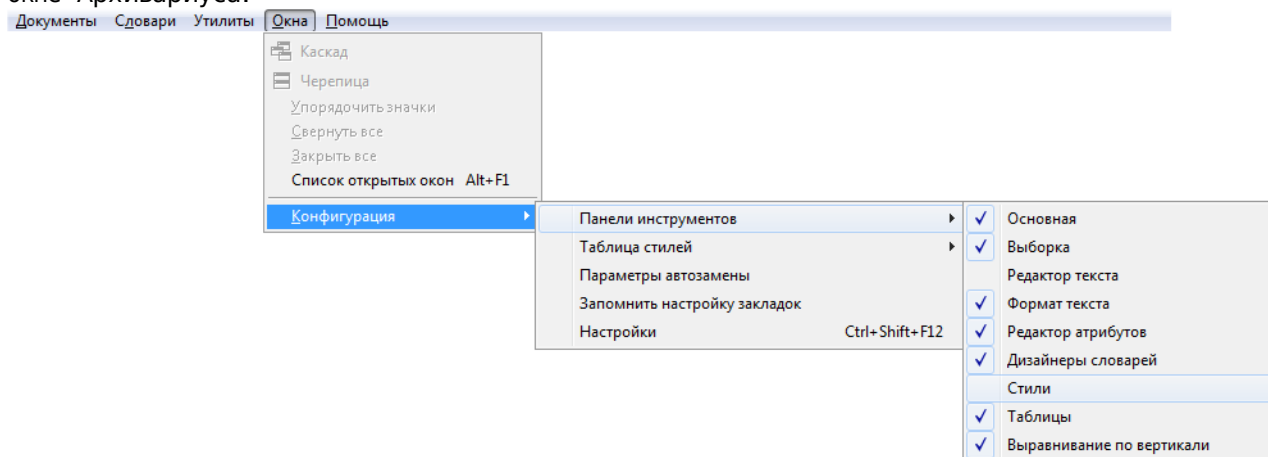 окне Архивариуса.
Документы Словари Утилиты Окна Помощь
Каскад
Черепица
Упорядочить значки
Свернуть все
Закрыть все
Список открытых окон Alt+F1
Конфигурация
Панели инструментов
Таблица стилей
Параметры автозамены
Запомнить настройку закладок
Настройки Ctrl+Shift+F12
Основная
Выборка
Редактор текста
Формат текста
Редактор атрибутов
Дизайнеры словарей
Стили
Таблицы
Выравнивание по вертикали